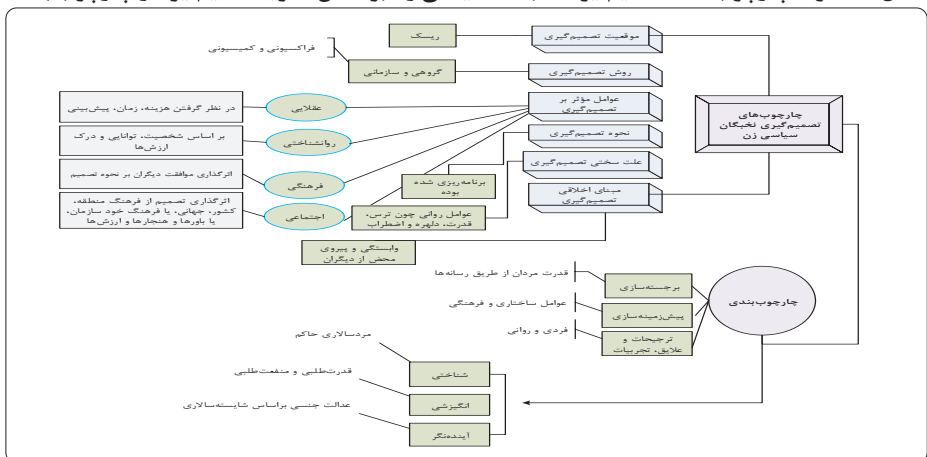 ریسک
موقعیت تصمیم‌گیری
فراکسیونی و کمیسیونی
گروهی و سازمانی
روش تصمیم‌گیری
چارچوب‌های
تصمیم‌گیری نخبگان
سیاسی زن
در نظر گرفتن هزینه، زمان، پیش‌بینی
عقلایی
عوامل مؤثر بر
تصمیم‌گیری
بر اساس شخصیت، توانایی و درک
ارزش‌ها
روانشناختی
نحوه تصمیم‌گیری
اثرگذاری موافقت دیگران بر نحوه تصمیم
فرهنگی
برنامه‌ریزی شده
بوده
علت سختی تصمیم‌گیری
اثرگذاری تصمیم از فرهنگ منطقه،
کشور، جهانی، یا فرهنگ خود سازمان،
یا باورها و هنجارها و ارزش‌ها
اجتماعی
عوامل روانی چون ترس،
قدرت، دلهره و اضطراب
مبنای اخلاقی
تصمیم‌گیری
وابستگی و پیروی
محض از دیگران
چارچوب‌بندی
برجسته‌سازی
قدرت مردان از طریق رسانه‌ها
پیش‌زمینه‌سازی
عوامل ساختاری و فرهنگی
ترجیحات و
علایق، تجربیات
فردی و روانی
مردسالاری حاکم
شناختی
قدرت‌طلبی و منفعت‌طلبی
انگیزشی
عدالت جنسی براساس شایسته‌سالاری
آینده‌نگر